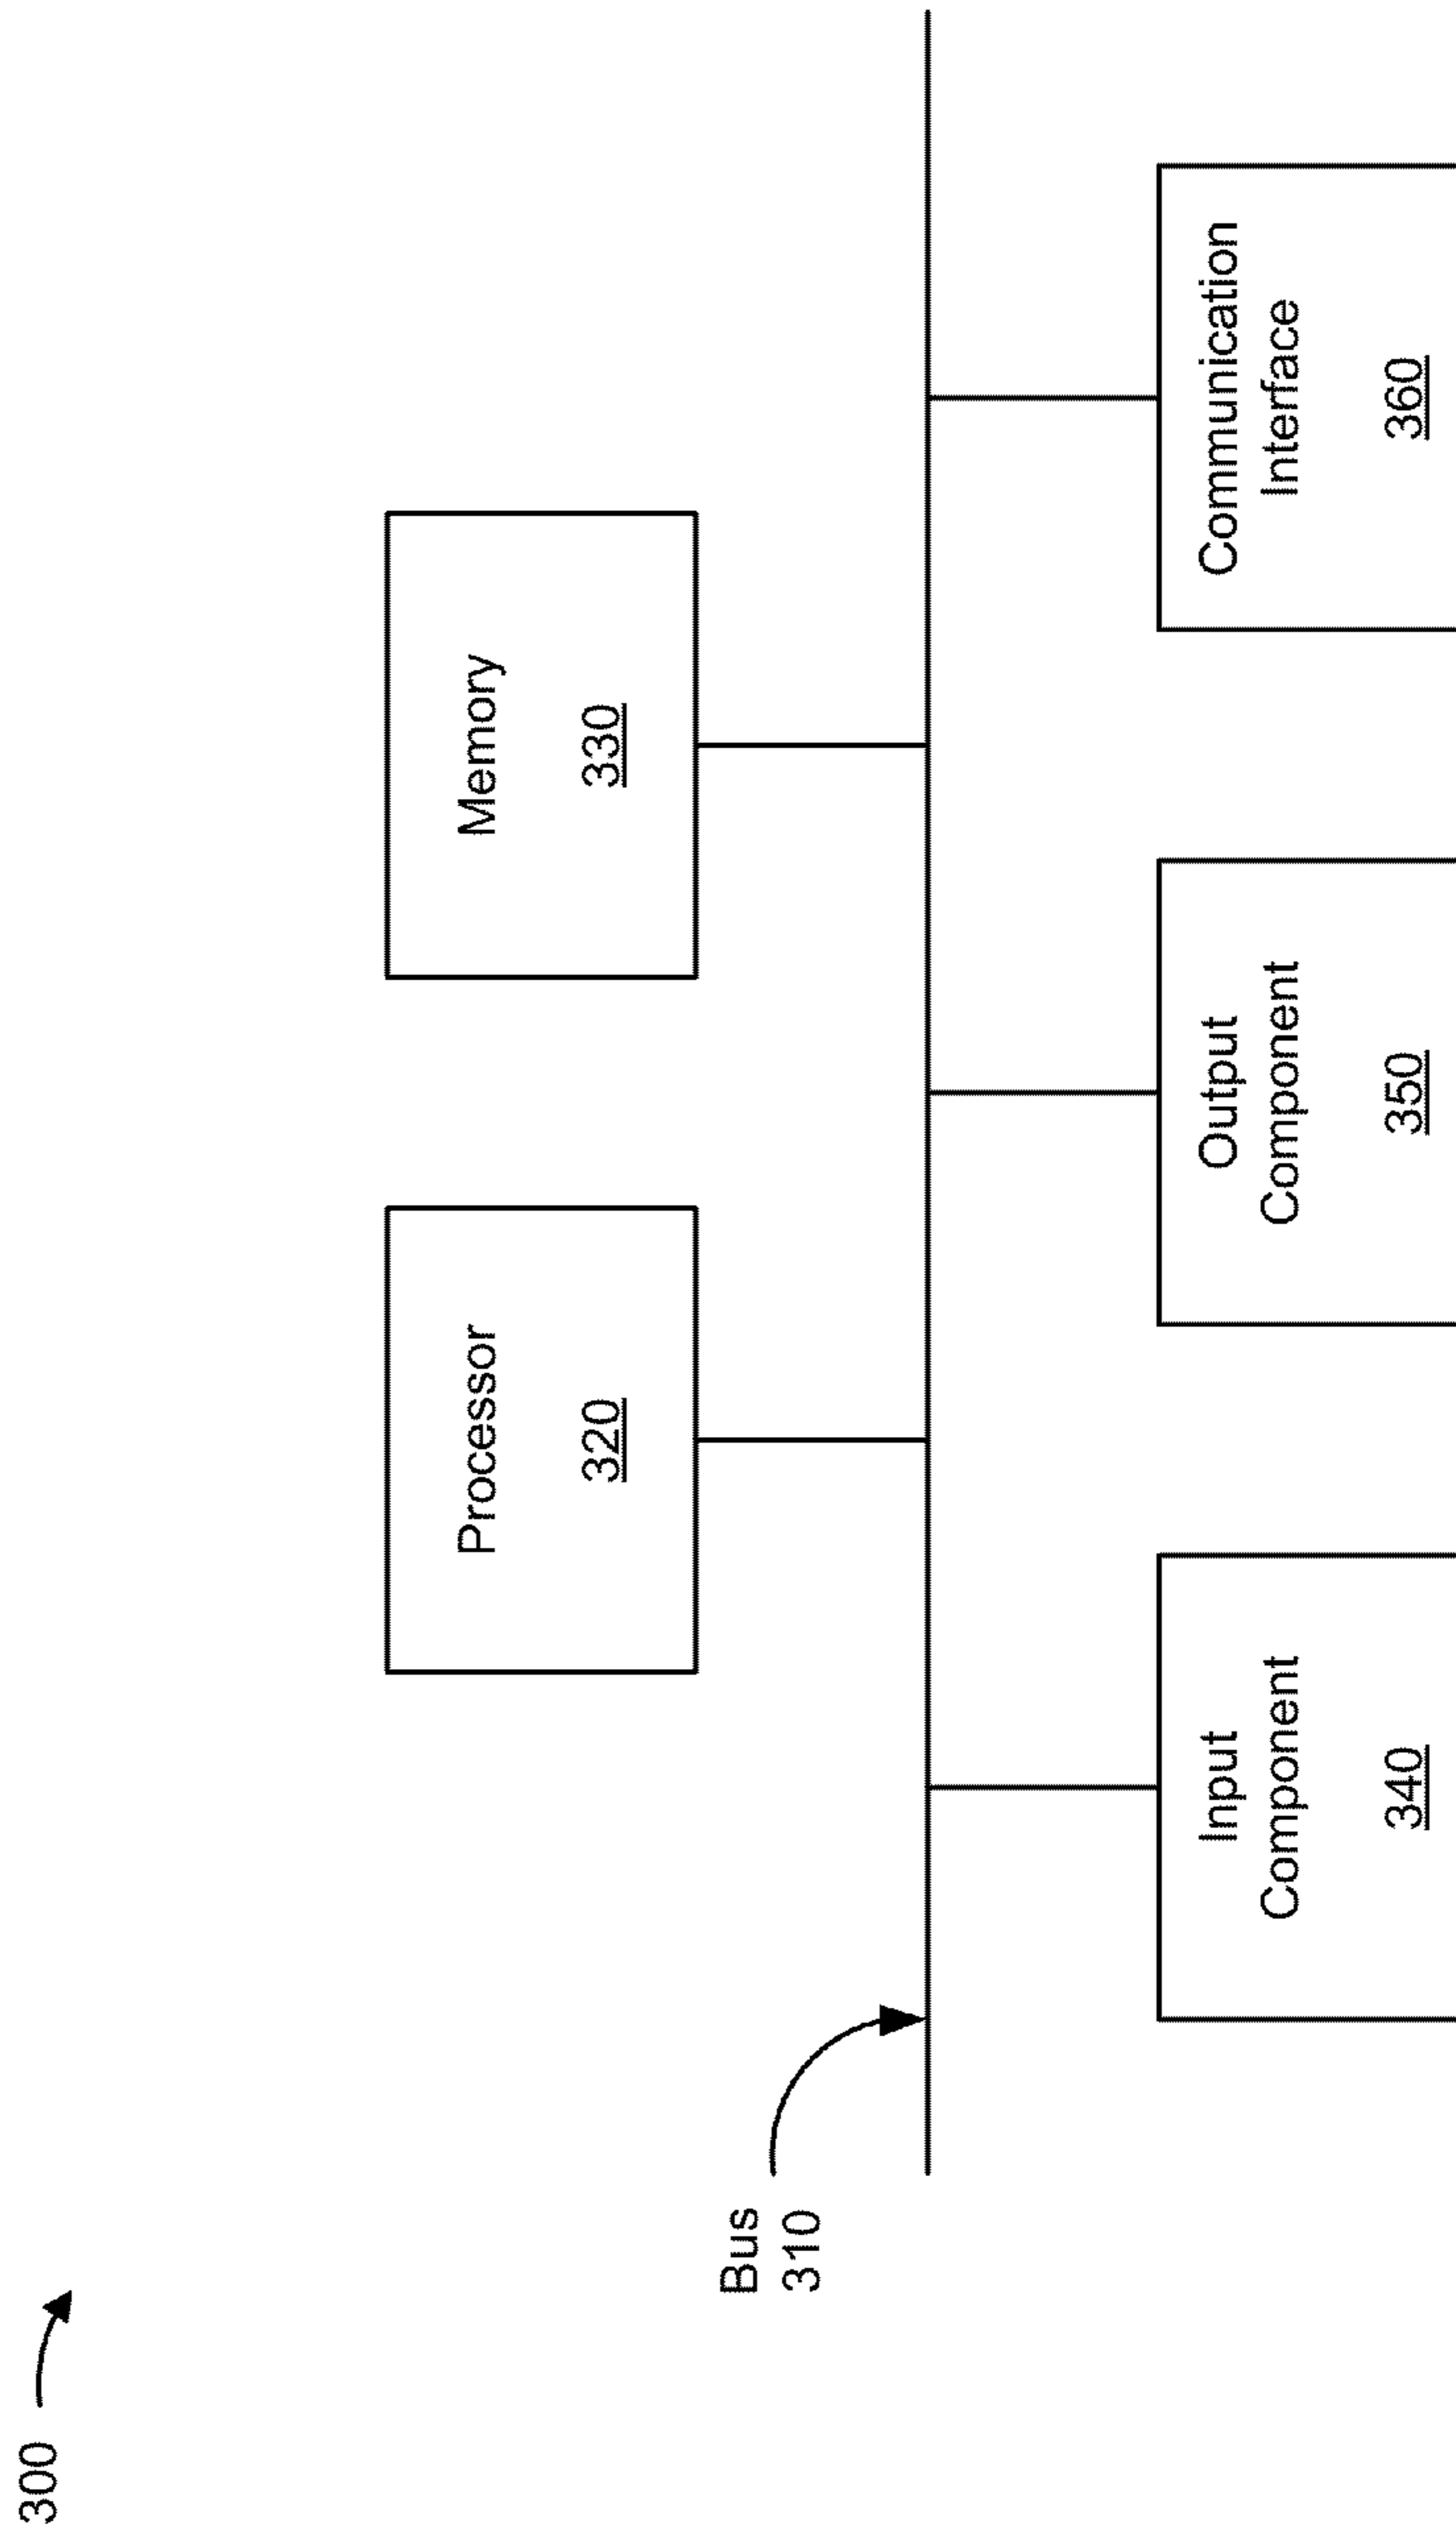 300
Processor
320
Memory
330
Bus
310
Input
Component
340
Output
Component
350
Communication
Interface
360